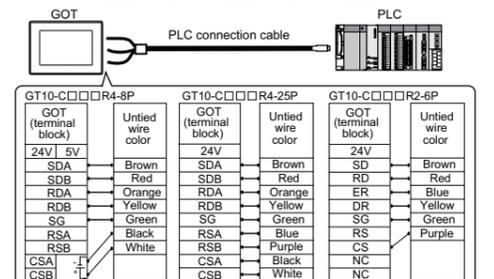 GOT PLC
PLC connection cable
GT10-C□□□R4-8P GT10-C□□□R4-25P GT10-C□□□R2-6P
GOT (terminal block) Untied wire color GOT (terminal block) Untied wire color GOT (terminal block) Untied wire color
24V 5V 24V 24V
SDA Brown SDA Brown SD Brown
SDB Red SDB Red RD Red
RDA Orange RDA Orange ER Blue
RDB Yellow RDB Yellow DR Yellow
SG Green SG Green SG Green
RSA Black RSA Blue RS Purple
RSB White RSB Purple CS
CSA - CSA Black NC
CSB * CSB White NC